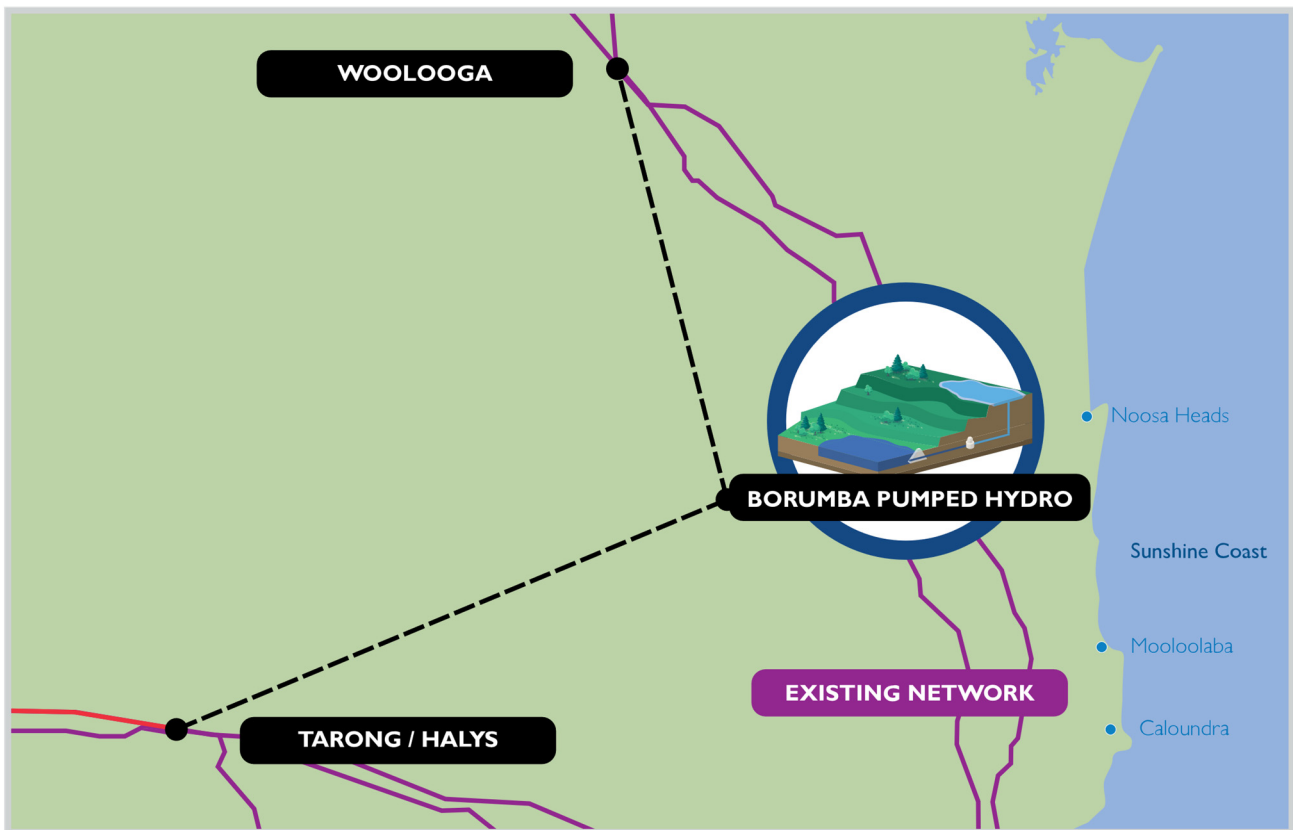 WOOLOOGA
Noosa Heads
BORUMBA PUMPED HYDRO
Sunshine Coast
Mooloolaba
EXISTING NETWORK
Caloundra
TARONG / HALYS